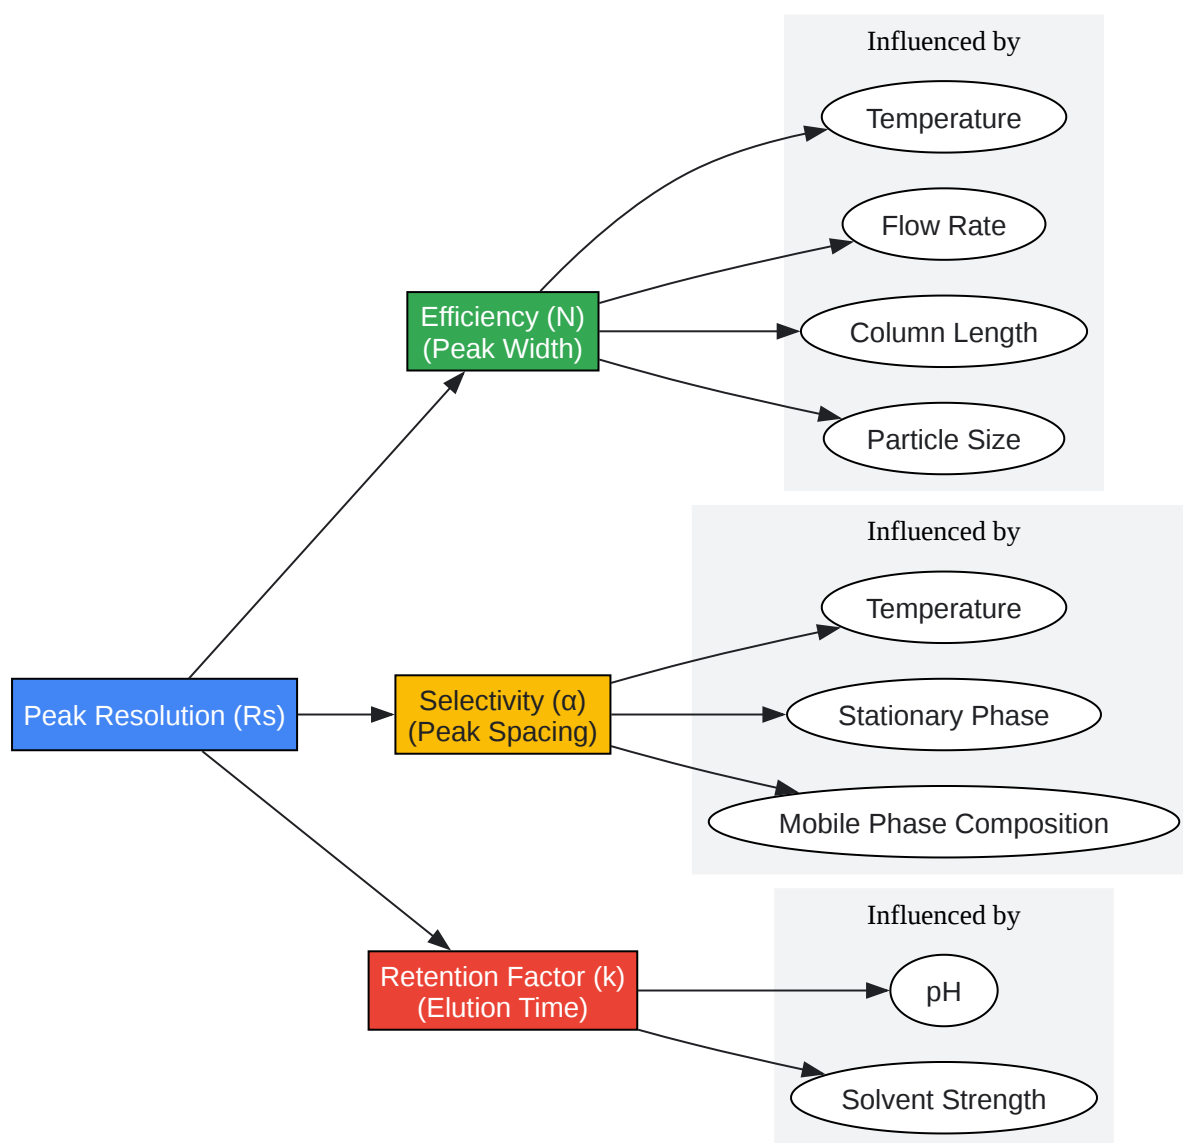 Peak Resolution (Rs)
Efficiency (N)
(Peak Width)
Influenced by
Temperature
Flow Rate
Column Length
Particle Size
Selectivity (α)
(Peak Spacing)
Influenced by
Temperature
Stationary Phase
Mobile Phase Composition
Retention Factor (k)
(Elution Time)
Influenced by
pH
Solvent Strength